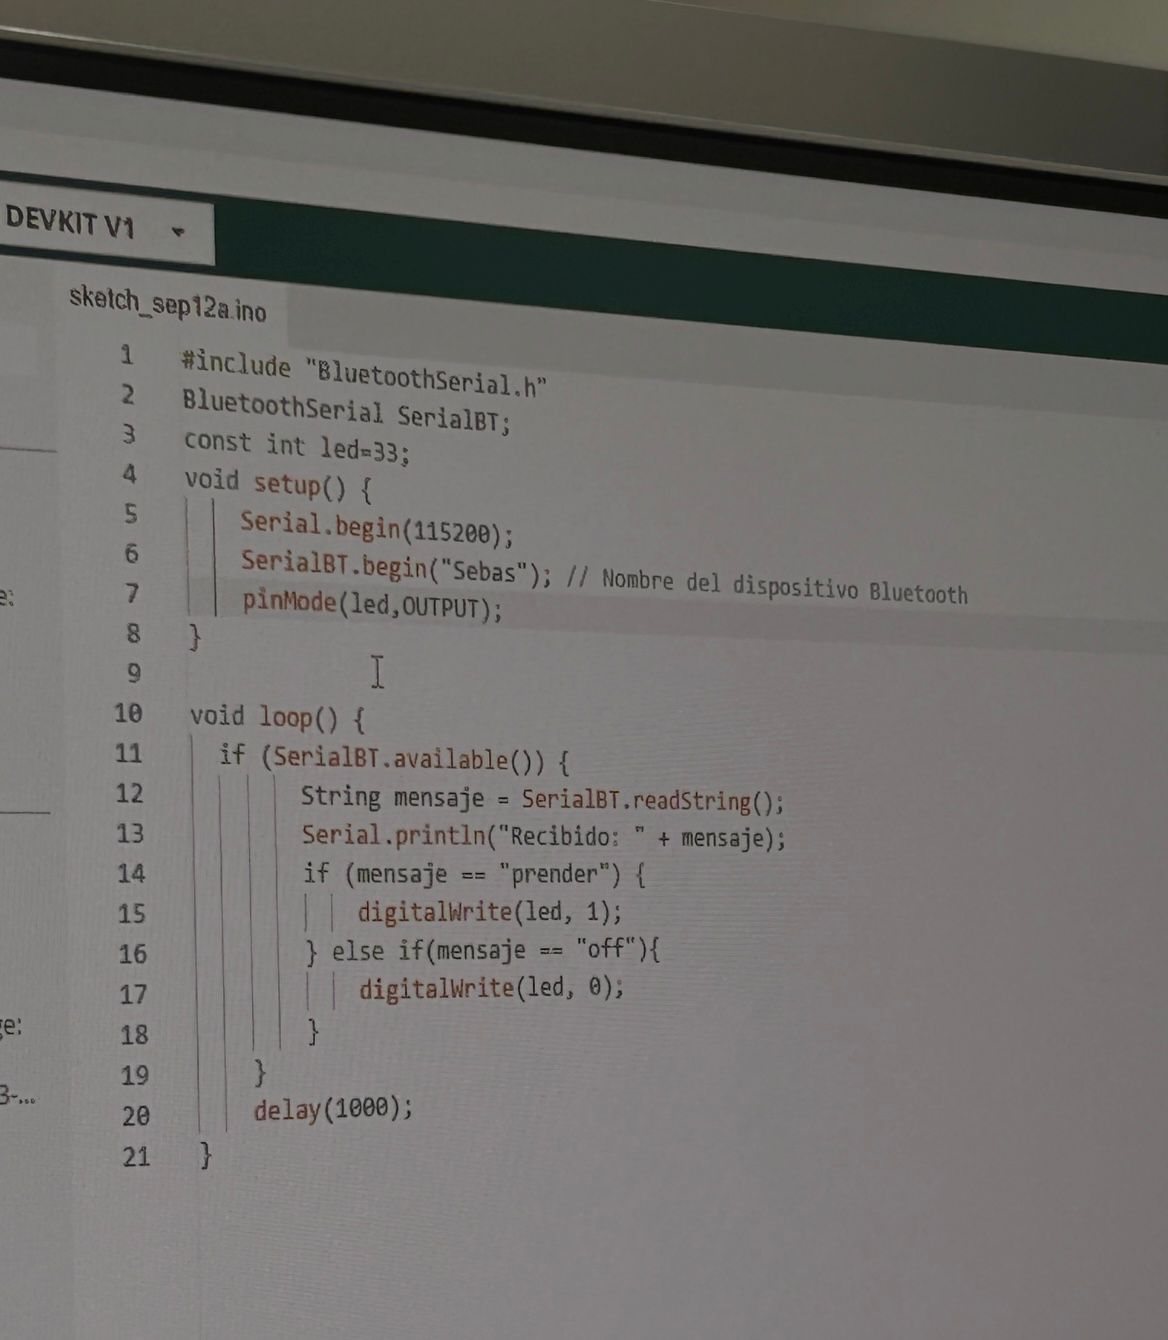 DEVKIT V1
sketch_sep12a.ino
1 #include "BluetoothSerial.h"
2 BluetoothSerial SerialBT;
3 const int led=33;
4 void setup() {
5 Serial.begin(115200);
6 SerialBT.begin("Sebas"); // Nombre del dispositivo Bluetooth
7 pinMode(led,OUTPUT);
8 }
9
10 void loop() {
11 if (SerialBT.available()) {
12 String mensaje = SerialBT.readString();
13 Serial.println("Recibido: " + mensaje);
14 if (mensaje == "prender") {
15 digitalWrite(led, 1);
16 } else if(mensaje == "off"){
17 digitalWrite(led, 0);
18 }
19 }
20 delay(1000);
21 }